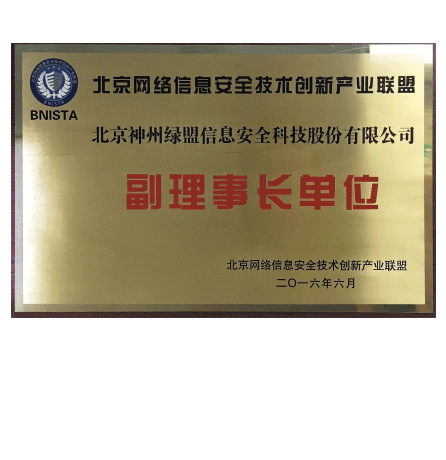 北京网络信息安全技术创新产业联盟
BNISTA
北京神州绿盟信息安全科技股份有限公司
副理事长单位
北京网络信息安全技术创新产业联盟
二〇一六年六月